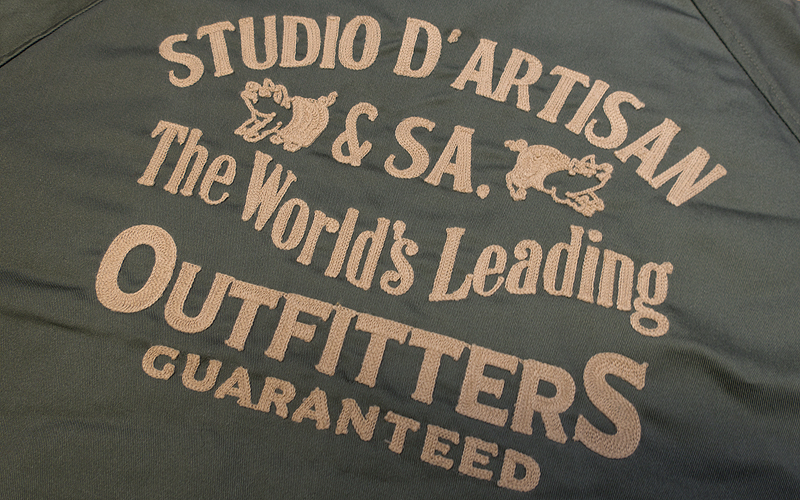 STUDIO D'ARTISAN
& SA.
The World's Leading
OUTFITTERS
GUARANTEED